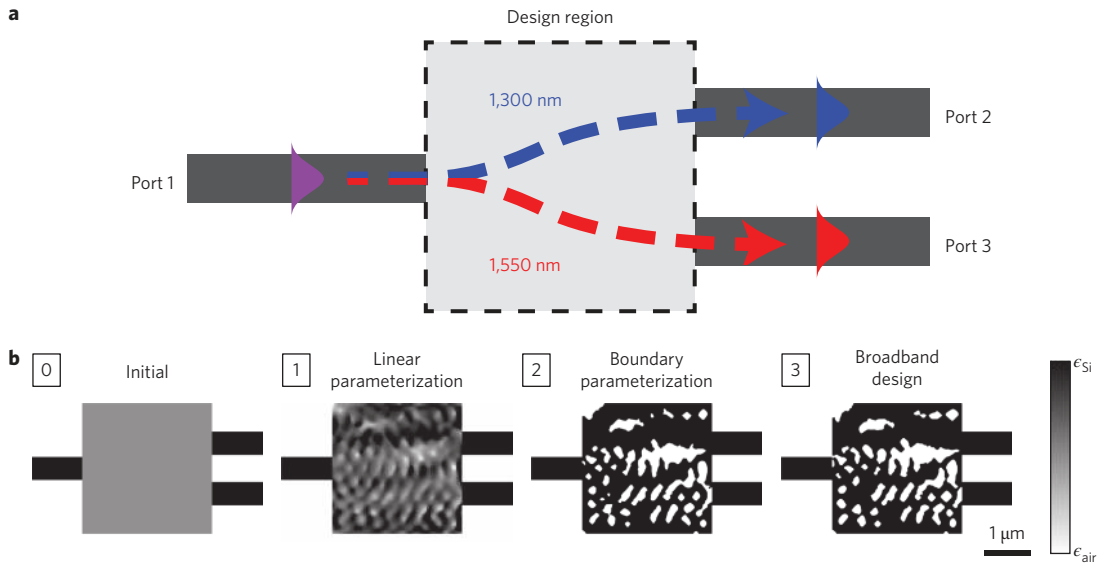 a
Design region
1,300 nm
Port 2
Port 1
Port 3
1,550 nm
b
0
Initial
1
Linear
parameterization
2
Boundary
parameterization
3
Broadband
design
ϵSi
1 µm
ϵair